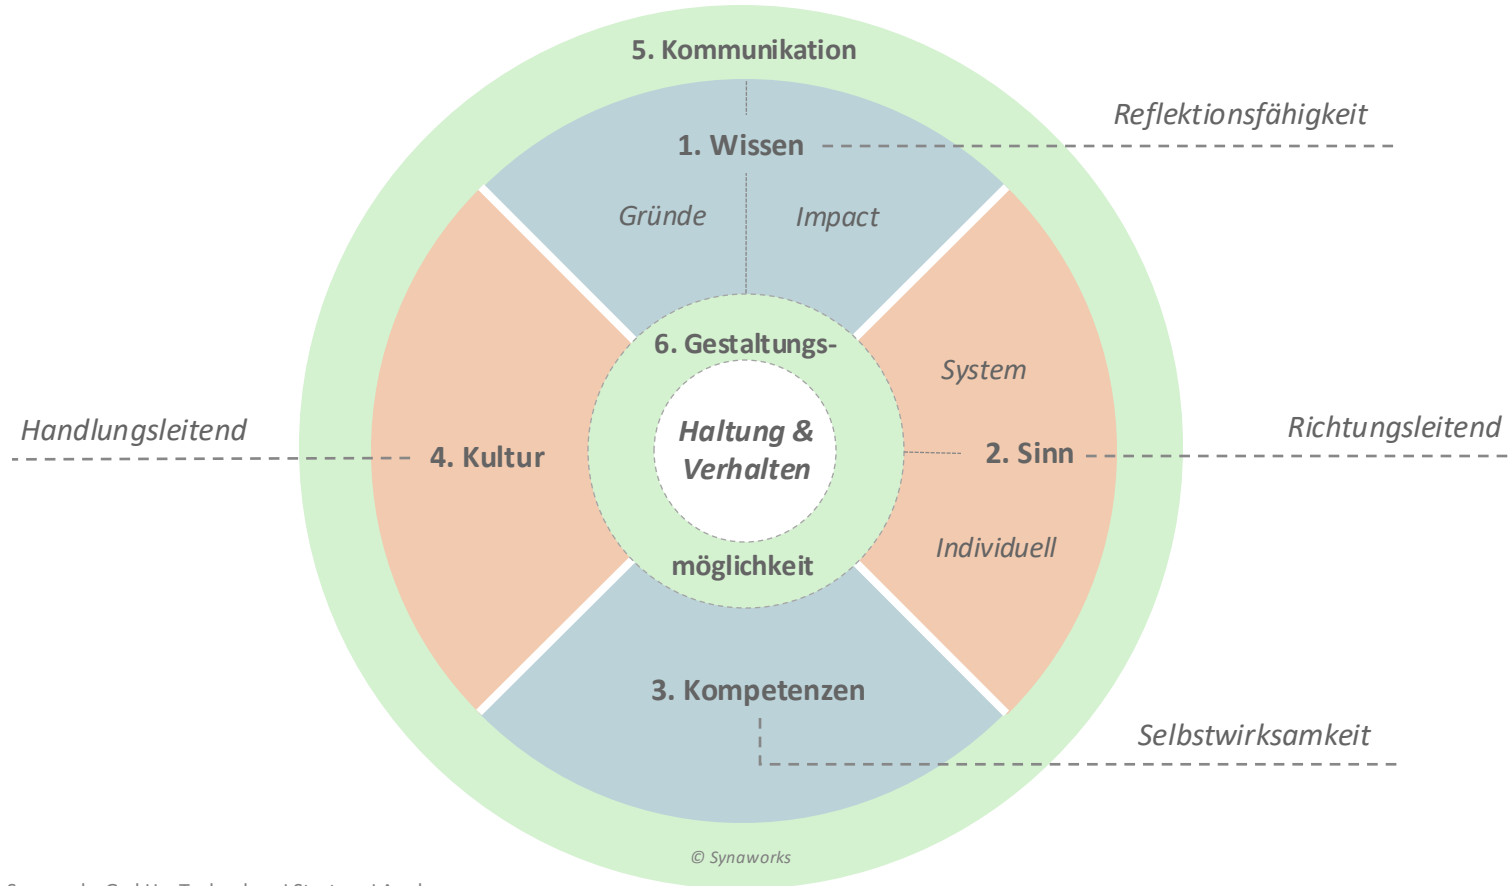 5. Kommunikation
Reflektionsfähigkeit
1. Wissen
Gründe
Impact
6. Gestaltungs-
System
Handlungsleitend
Haltung &
Verhalten
Richtungsleitend
4. Kultur
2. Sinn
Individuell
möglichkeit
3. Kompetenzen
Selbstwirksamkeit
© Synaworks